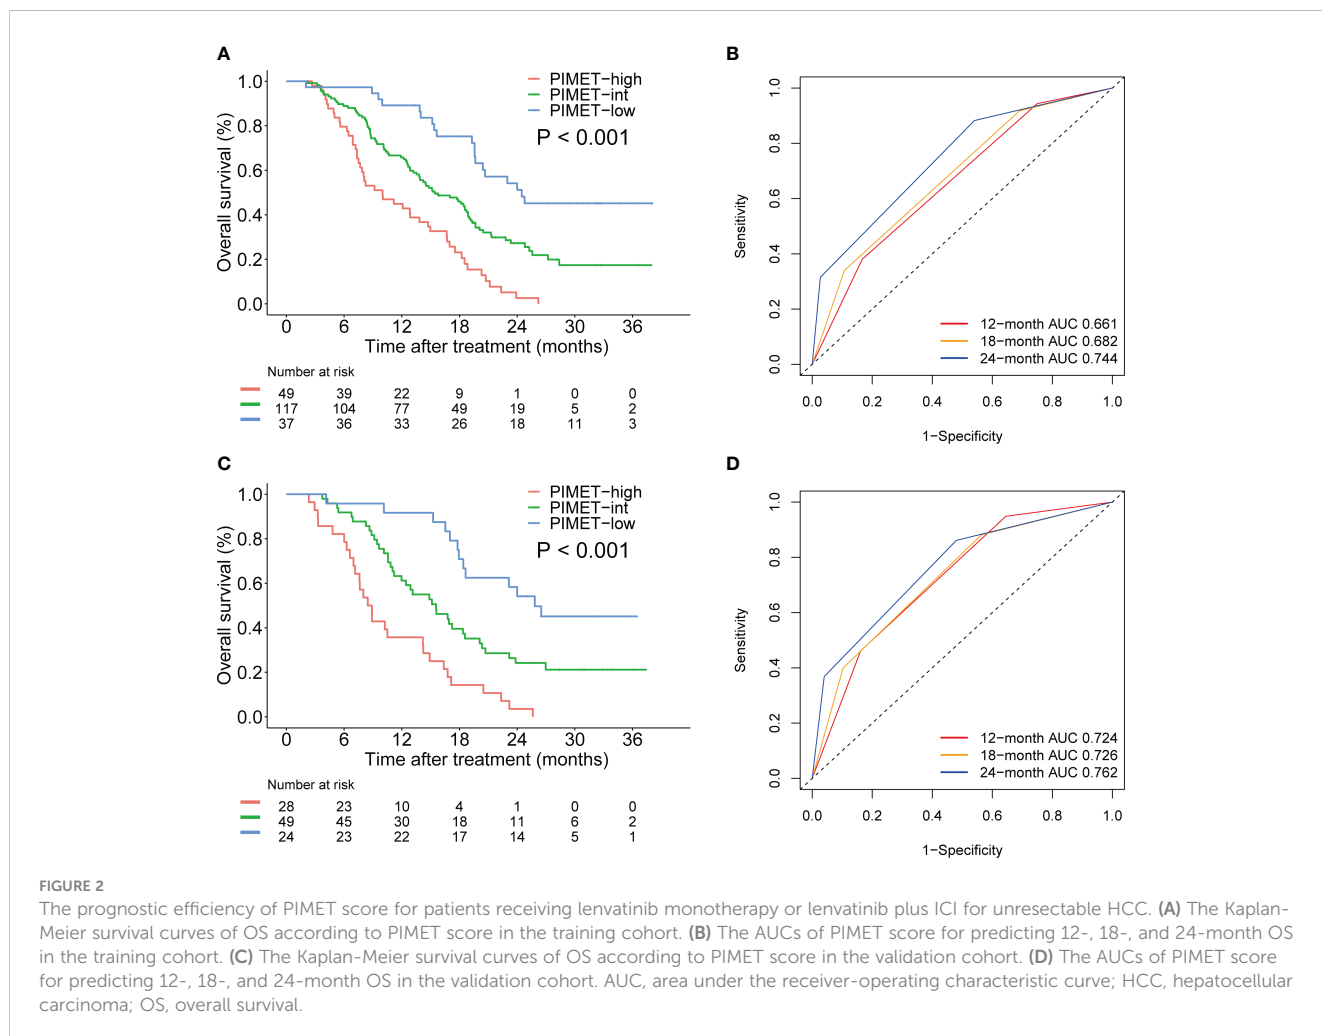 A
Overall survival (%)
1.0
0.8
0.6
0.4
0.2
0.0
PIMET−high
PIMET−int
PIMET−low
P < 0.001
0 6 12 18 24 30 36
Time after treatment (months)
Number at risk
49 39 22 9 1 0 0
117 104 77 49 19 5 2
37 36 33 26 18 11 3
B
Sensitivity
1.0
0.8
0.6
0.4
0.2
0.0
12−month AUC 0.661
18−month AUC 0.682
24−month AUC 0.744
0.0 0.2 0.4 0.6 0.8 1.0
1−Specificity
C
Overall survival (%)
1.0
0.8
0.6
0.4
0.2
0.0
PIMET−high
PIMET−int
PIMET−low
P < 0.001
0 6 12 18 24 30 36
Time after treatment (months)
Number at risk
28 23 10 4 1 0 0
49 45 30 18 11 6 2
24 23 22 17 14 5 1
D
Sensitivity
1.0
0.8
0.6
0.4
0.2
0.0
12−month AUC 0.724
18−month AUC 0.726
24−month AUC 0.762
0.0 0.2 0.4 0.6 0.8 1.0
1−Specificity
FIGURE 2
The prognostic efficiency of PIMET score for patients receiving lenvatinib monotherapy or lenvatinib plus ICI for unresectable HCC. (A) The Kaplan-
Meier survival curves of OS according to PIMET score in the training cohort. (B) The AUCs of PIMET score for predicting 12-, 18-, and 24-month OS
in the training cohort. (C) The Kaplan-Meier survival curves of OS according to PIMET score in the validation cohort. (D) The AUCs of PIMET score
for predicting 12-, 18-, and 24-month OS in the validation cohort. AUC, area under the receiver-operating characteristic curve; HCC, hepatocellular
carcinoma; OS, overall survival.